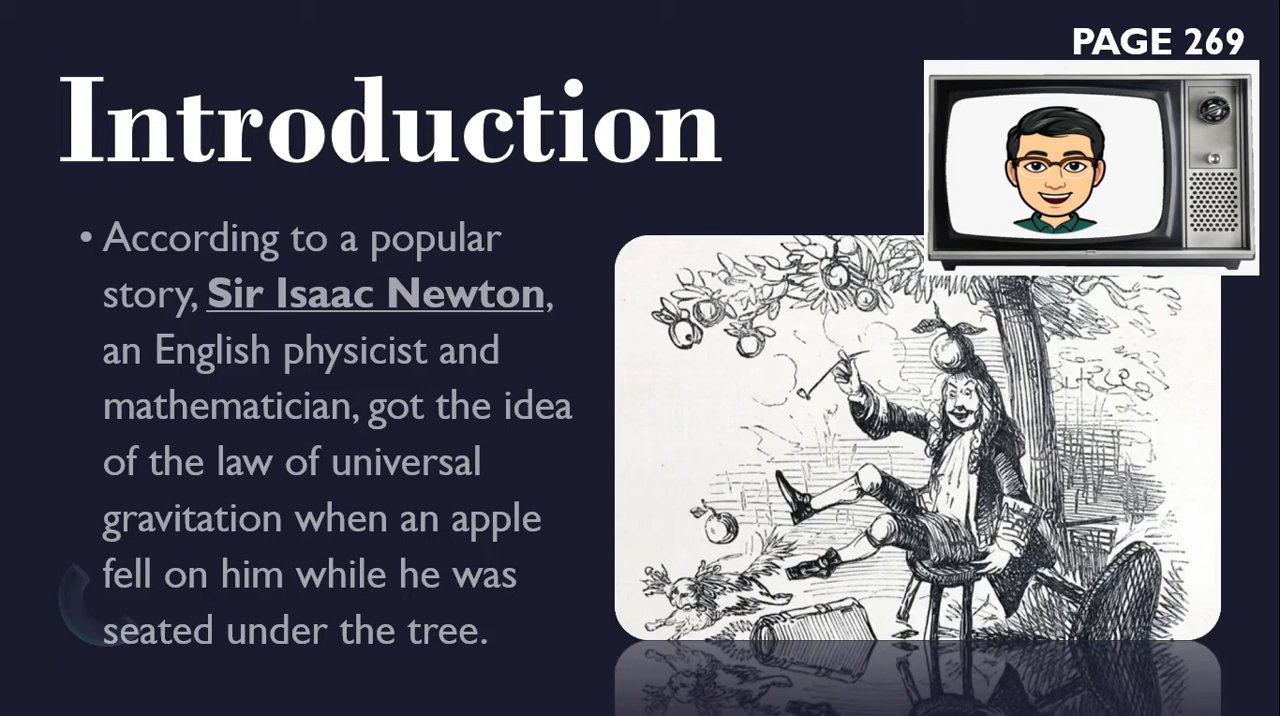 PAGE 269
Introduction
• According to a popular
story, Sir Isaac Newton,
an English physicist and
mathematician, got the idea
of the law of universal
gravitation when an apple
fell on him while he was
seated under the tree.